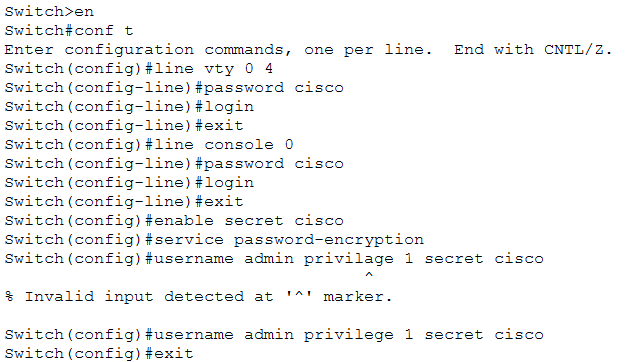 Switch>en
Switch#conf t
Enter configuration commands, one per line.  End with CNTL/Z.
Switch(config)#line vty 0 4
Switch(config-line)#password cisco
Switch(config-line)#login
Switch(config-line)#exit
Switch(config)#line console 0
Switch(config-line)#password cisco
Switch(config-line)#login
Switch(config-line)#exit
Switch(config)#enable secret cisco
Switch(config)#service password-encryption
Switch(config)#username admin privilage 1 secret cisco
^
% Invalid input detected at '^' marker.
Switch(config)#username admin privilege 1 secret cisco
Switch(config)#exit